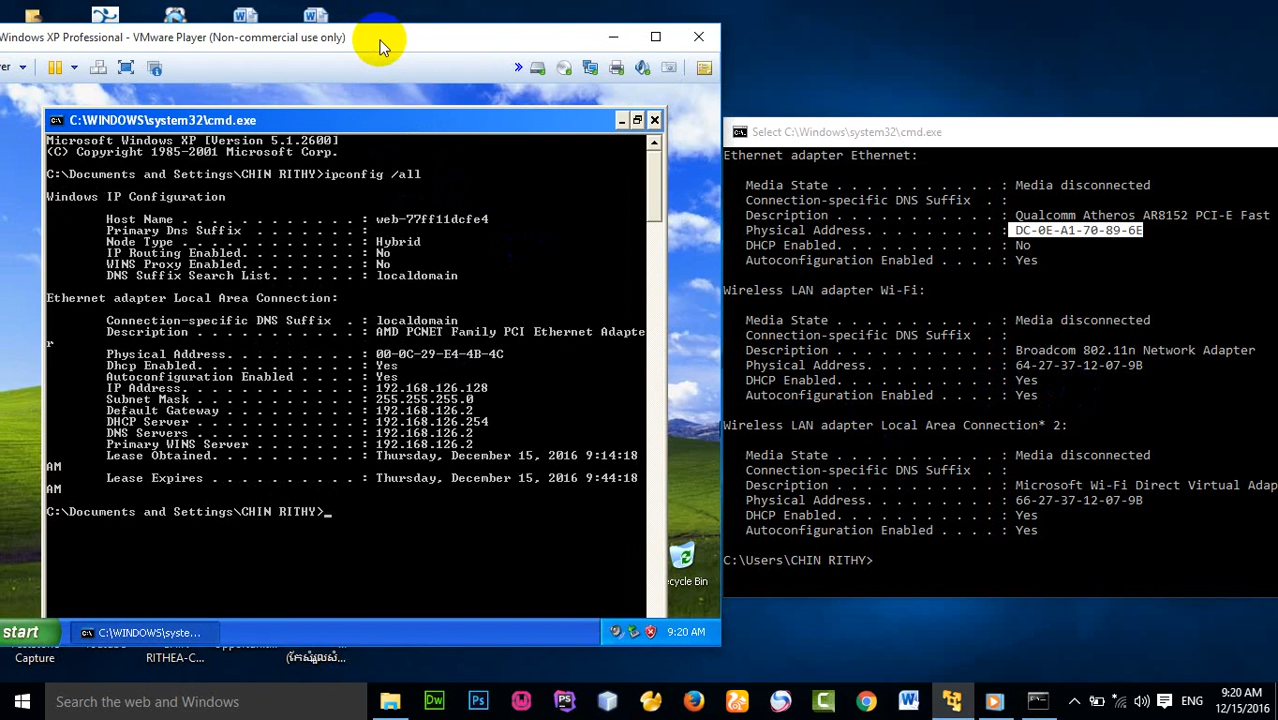 Windows XP Professional - VMware Player (Non-commercial use only)
C:\WINDOWS\system32\cmd.exe
Microsoft Windows XP [Version 5.1.2600]
(C) Copyright 1985-2001 Microsoft Corp.
C:\Documents and Settings\CHIN RITHY>ipconfig /all
Windows IP Configuration
Host Name . . . . . . . . . . . . : web-77ff11dcfe4
Primary Dns Suffix . . . . . . . :
Node Type . . . . . . . . . . . . : Hybrid
IP Routing Enabled. . . . . . . . : No
WINS Proxy Enabled. . . . . . . . : No
DNS Suffix Search List. . . . . . : localdomain
Ethernet adapter Local Area Connection:
Connection-specific DNS Suffix . : localdomain
Description . . . . . . . . . . . : AMD PCNET Family PCI Ethernet Adapte
r
Physical Address. . . . . . . . . : 00-0C-29-E4-4B-4C
Dhcp Enabled. . . . . . . . . . . : Yes
Autoconfiguration Enabled . . . . : Yes
IP Address. . . . . . . . . . . . : 192.168.126.128
Subnet Mask . . . . . . . . . . . : 255.255.255.0
Default Gateway . . . . . . . . . : 192.168.126.2
DHCP Server . . . . . . . . . . . : 192.168.126.254
DNS Servers . . . . . . . . . . . : 192.168.126.2
Primary WINS Server . . . . . . . : 192.168.126.2
Lease Obtained. . . . . . . . . . : Thursday, December 15, 2016 9:14:18
AM
Lease Expires . . . . . . . . . . : Thursday, December 15, 2016 9:44:18
AM
C:\Documents and Settings\CHIN RITHY>_
ecycle Bin
start
C:\WINDOWS\syste...
9:20 AM
Select C:\Windows\system32\cmd.exe
Ethernet adapter Ethernet:
Media State . . . . . . . . . . . : Media disconnected
Connection-specific DNS Suffix . :
Description . . . . . . . . . . . : Qualcomm Atheros AR8152 PCI-E Fast
Physical Address. . . . . . . . . : DC-0E-A1-70-89-6E
DHCP Enabled. . . . . . . . . . . : No
Autoconfiguration Enabled . . . . : Yes
Wireless LAN adapter Wi-Fi:
Media State . . . . . . . . . . . : Media disconnected
Connection-specific DNS Suffix . :
Description . . . . . . . . . . . : Broadcom 802.11n Network Adapter
Physical Address. . . . . . . . . : 64-27-37-12-07-9B
DHCP Enabled. . . . . . . . . . . : Yes
Autoconfiguration Enabled . . . . : Yes
Wireless LAN adapter Local Area Connection* 2:
Media State . . . . . . . . . . . : Media disconnected
Connection-specific DNS Suffix . :
Description . . . . . . . . . . . : Microsoft Wi-Fi Direct Virtual Adap
Physical Address. . . . . . . . . : 66-27-37-12-07-9B
DHCP Enabled. . . . . . . . . . . : Yes
Autoconfiguration Enabled . . . . : Yes
C:\Users\CHIN RITHY>
Capture
RITHEA-C...
Search the web and Windows
Dw
Ps
PS
ENG
9:20 AM
12/15/2016